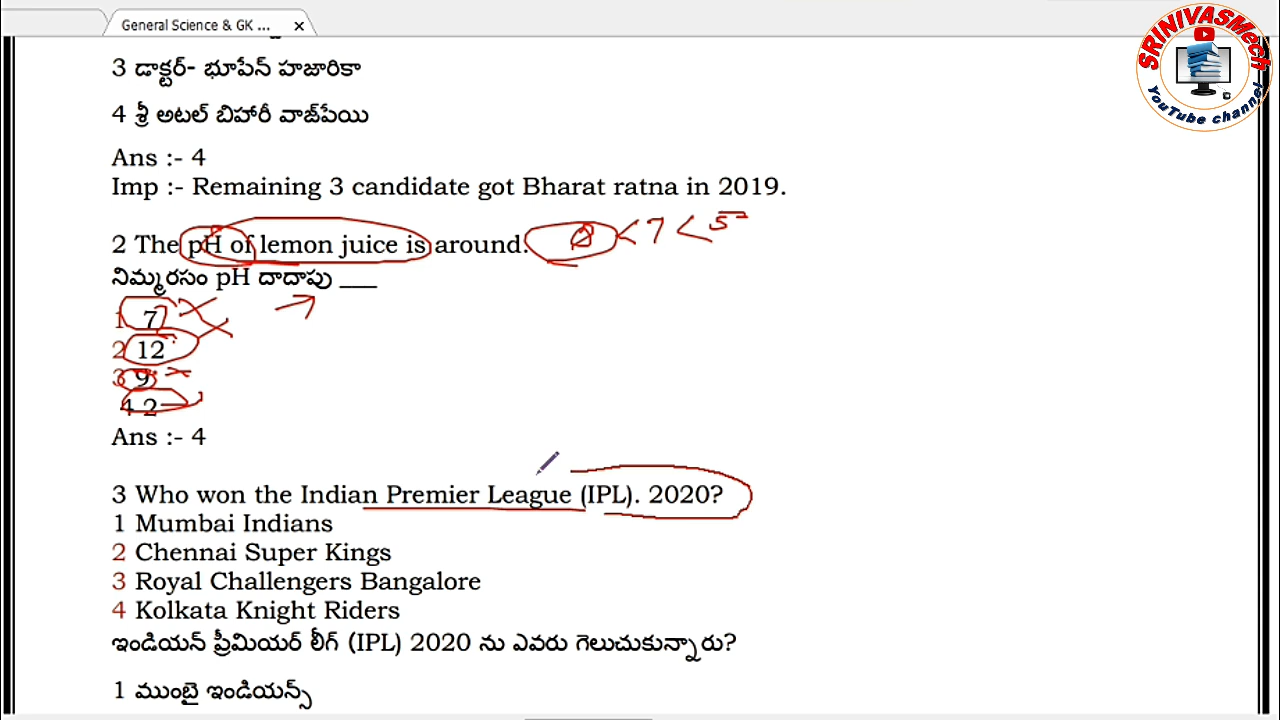 General Science & GK ...
SRINIVASMech
YouTube channel
3 డాక్టర్- భూపేన్ హజారికా
4 శ్రీ అటల్ బిహారీ వాజ్‌పేయి
Ans :- 4
Imp :- Remaining 3 candidate got Bharat ratna in 2019.
2 The pH of lemon juice is around. < 7 < 5
నిమ్మరసం pH దాదాపు ___
1 7
2 12
3 9
4 2
Ans :- 4
3 Who won the Indian Premier League (IPL). 2020?
1 Mumbai Indians
2 Chennai Super Kings
3 Royal Challengers Bangalore
4 Kolkata Knight Riders
ఇండియన్ ప్రీమియర్ లీగ్ (IPL) 2020 ను ఎవరు గెలుచుకున్నారు?
1 ముంబై ఇండియన్స్